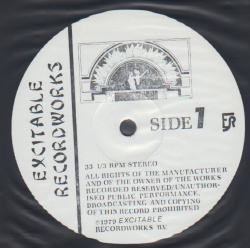 EXCITABLE
RECORDWORKS
SIDE 1
ER
33 1/3 RPM STEREO
ALL RIGHTS OF THE MANUFACTURER
AND OF THE OWNER OF THE WORKS
RECORDED RESERVED/UNAUTHOR-
ISED PUBLIC PERFORMANCE,
BROADCASTING AND COPYING
OF THIS RECORD PROHIBITED
©1979 EXCITABLE
RECORDWORKS BV.